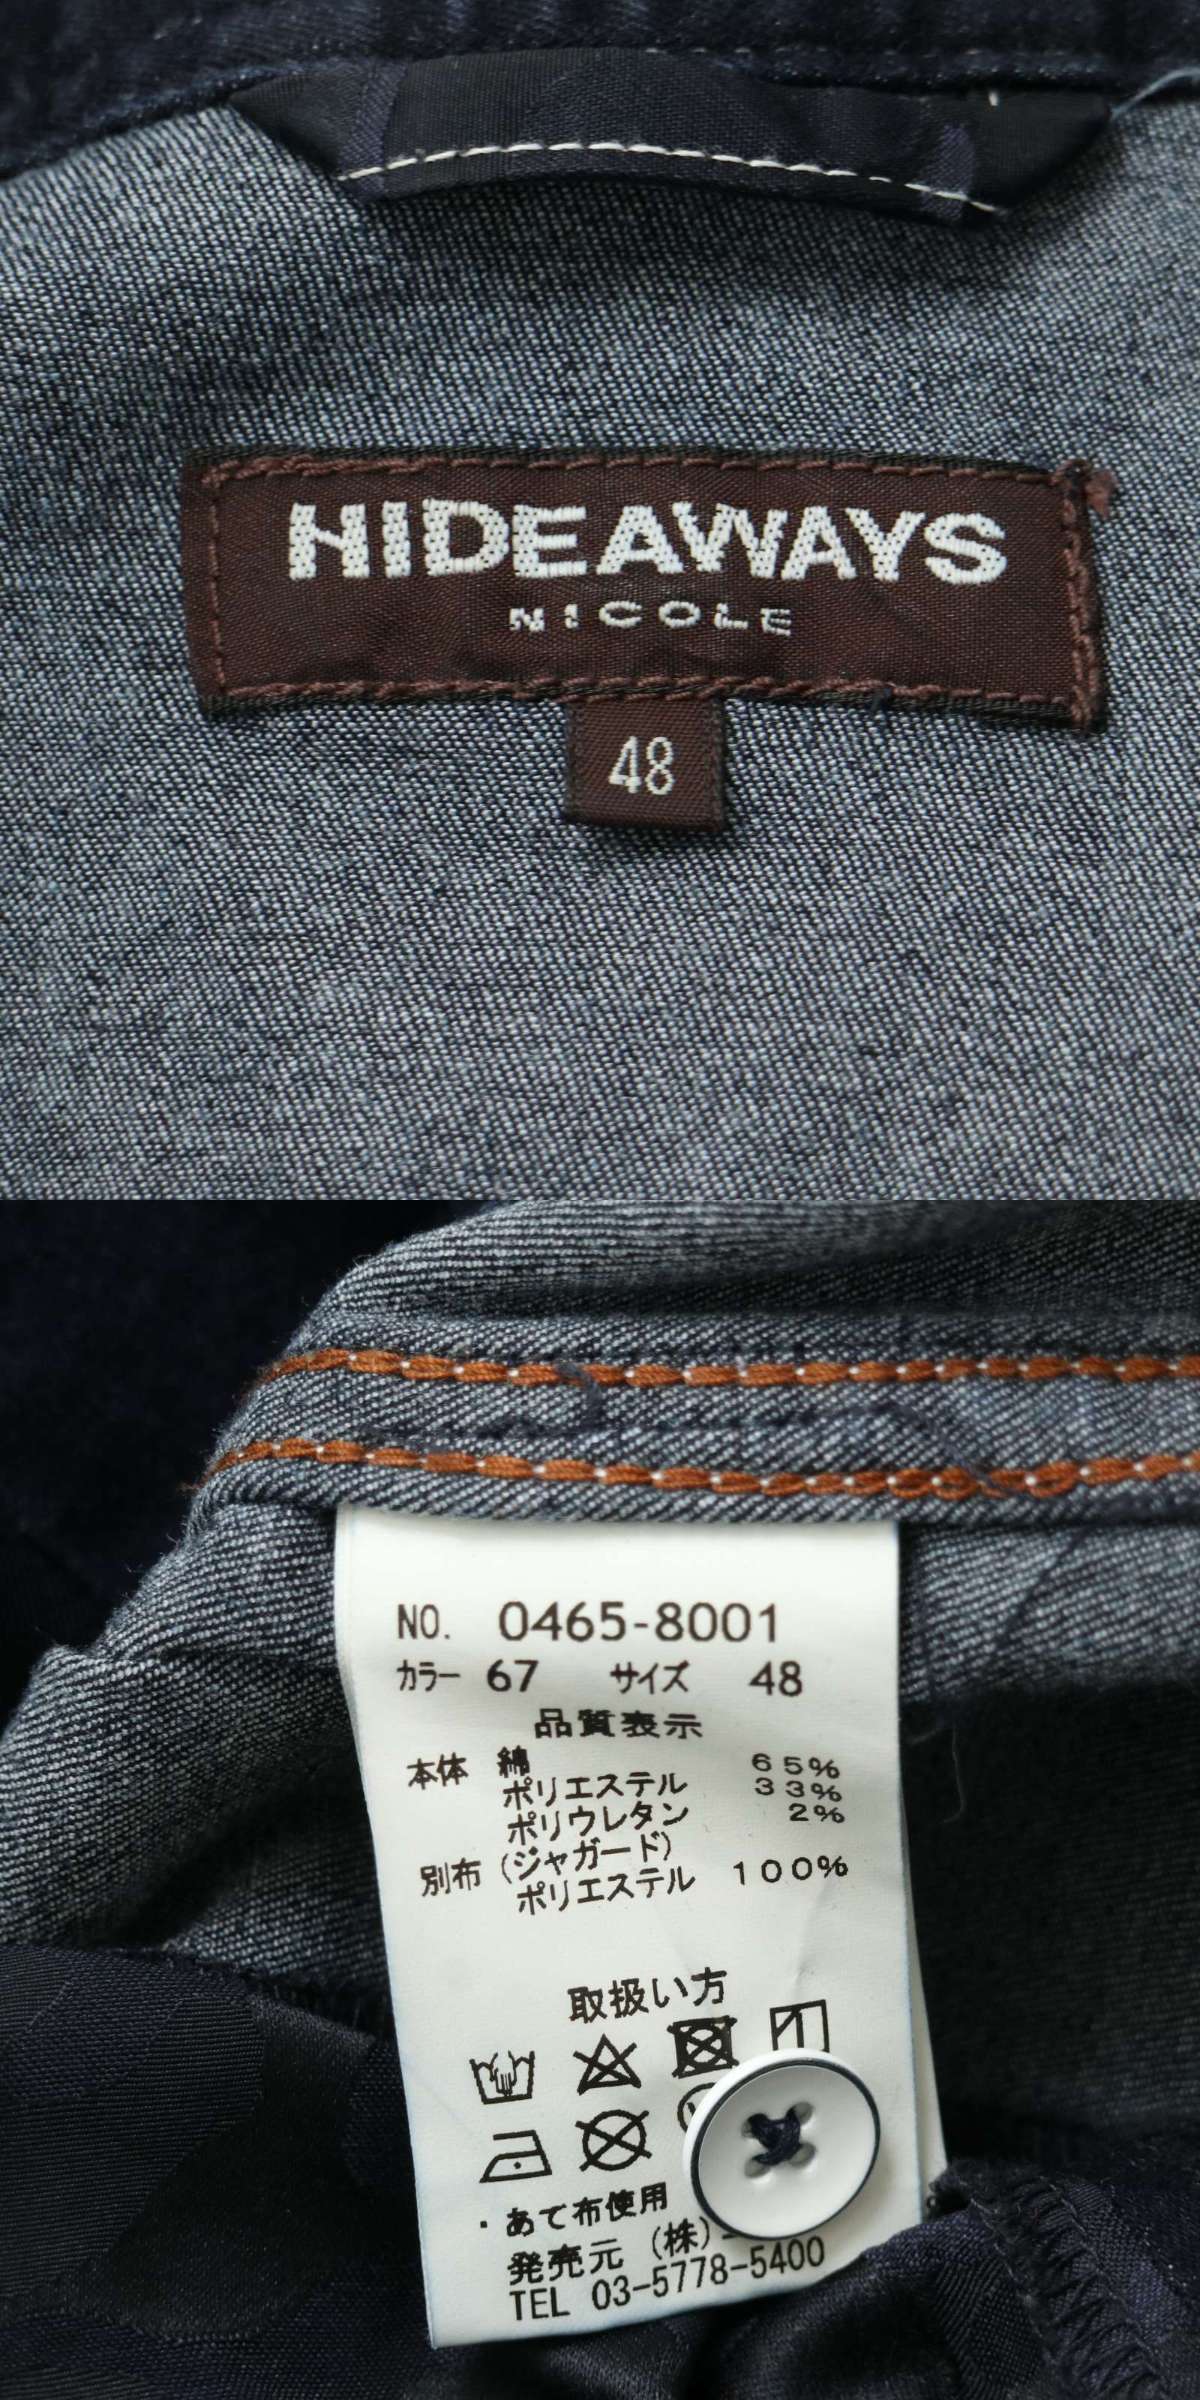 HIDEAWAYS
NICOLE
48
NO. 0465-8001
カラー 67 サイズ 48
品質表示
本体 綿 65%
ポリエステル 33%
ポリウレタン 2%
別布 (ジャガード)
ポリエステル 100%
取扱い方
・あて布使用
発売元 (株)
TEL 03-5778-5400